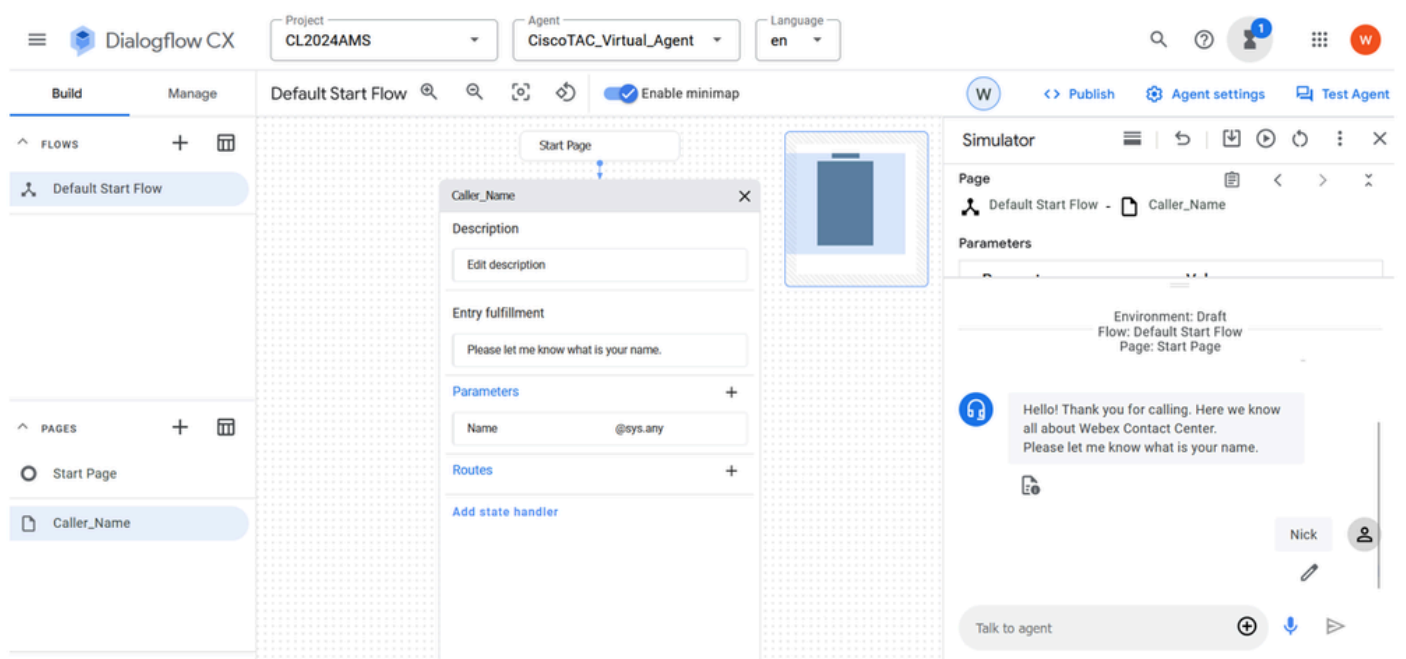 Project
Agent
Language
Dialogflow CX
CL2024AMS
CiscoTAC_Virtual_Agent
en
1
W
Build
Manage
Default Start Flow
Enable minimap
W
<> Publish
Agent settings
Test Agent
FLOWS
Default Start Flow
PAGES
Start Page
Caller_Name
Start Page
Caller_Name
Description
Edit description
Entry fulfillment
Please let me know what is your name.
Parameters
Name @sys.any
Routes
Add state handler
Simulator
Page
Default Start Flow - Caller_Name
Parameters
Environment: Draft
Flow: Default Start Flow
Page: Start Page
Hello! Thank you for calling. Here we know
all about Webex Contact Center.
Please let me know what is your name.
Nick
Talk to agent